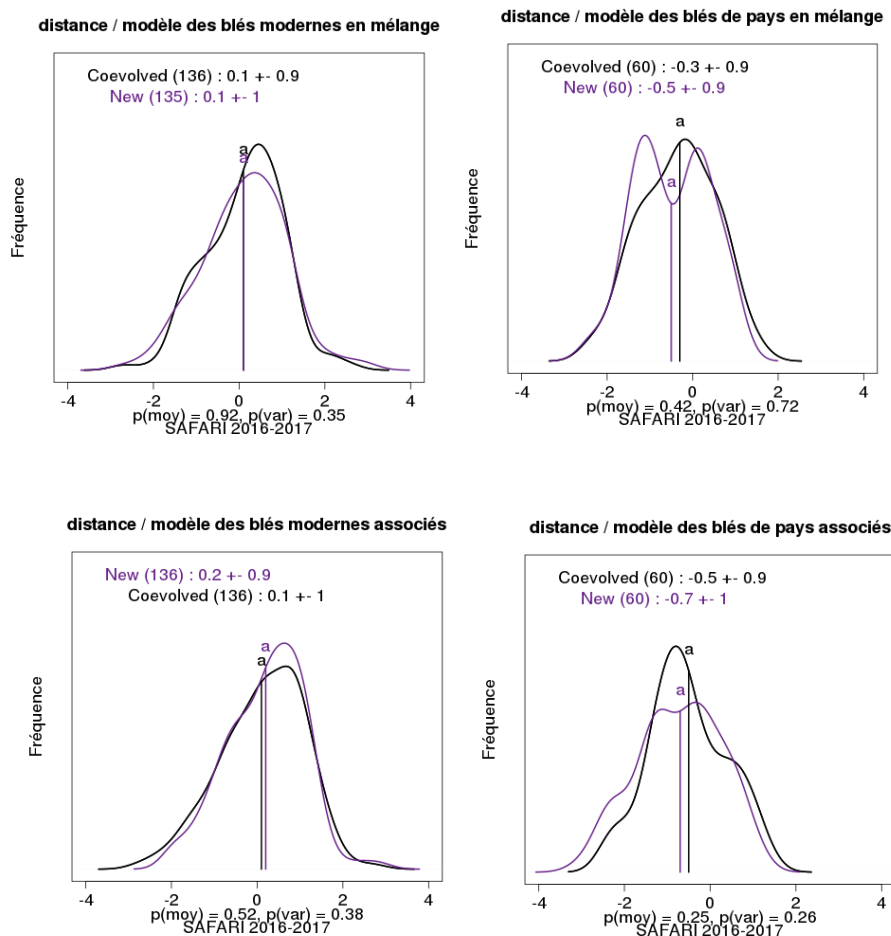 distance / modèle des blés modernes en mélange
Coevolved (136) : 0.1 +- 0.9
New (135) : 0.1 +- 1
a
a
Fréquence
-4 -2 0 2 4
p(moy) = 0.92, p(var) = 0.35
SAFARI 2016-2017
distance / modèle des blés de pays en mélange
Coevolved (60) : -0.3 +- 0.9
New (60) : -0.5 +- 0.9
a
a
Fréquence
-4 -2 0 2 4
p(moy) = 0.42, p(var) = 0.72
SAFARI 2016-2017
distance / modèle des blés modernes associés
New (136) : 0.2 +- 0.9
Coevolved (136) : 0.1 +- 1
a
a
Fréquence
-4 -2 0 2 4
p(moy) = 0.52, p(var) = 0.38
SAFARI 2016-2017
distance / modèle des blés de pays associés
Coevolved (60) : -0.5 +- 0.9
New (60) : -0.7 +- 1
a
a
Fréquence
-4 -2 0 2 4
p(moy) = 0.25, p(var) = 0.26
SAFARI 2016-2017